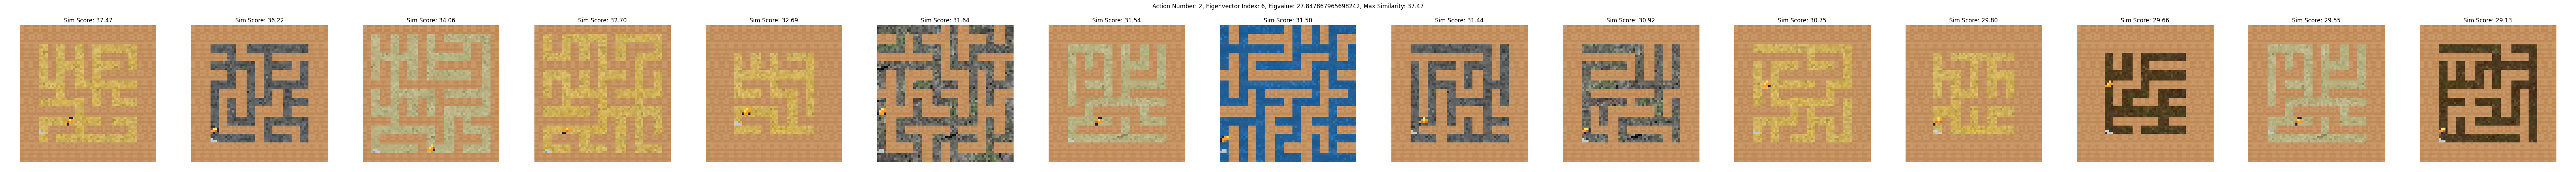 Action Number: 2, Eigenvector Index: 6, Eigvalue: 27.847867965698242, Max Similarity: 37.47
Sim Score: 37.47
Sim Score: 36.22
Sim Score: 34.06
Sim Score: 32.70
Sim Score: 32.69
Sim Score: 31.64
Sim Score: 31.54
Sim Score: 31.50
Sim Score: 31.44
Sim Score: 30.92
Sim Score: 30.75
Sim Score: 29.80
Sim Score: 29.66
Sim Score: 29.55
Sim Score: 29.13